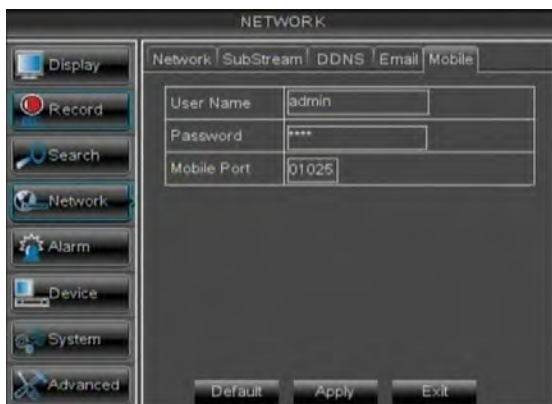 NETWORK
Display
Record
Search
Network
Alarm
Device
System
Advanced
Network SubStream DDNS Email Mobile
User Name admin
Password ****
Mobile Port 01025
Default Apply Exit